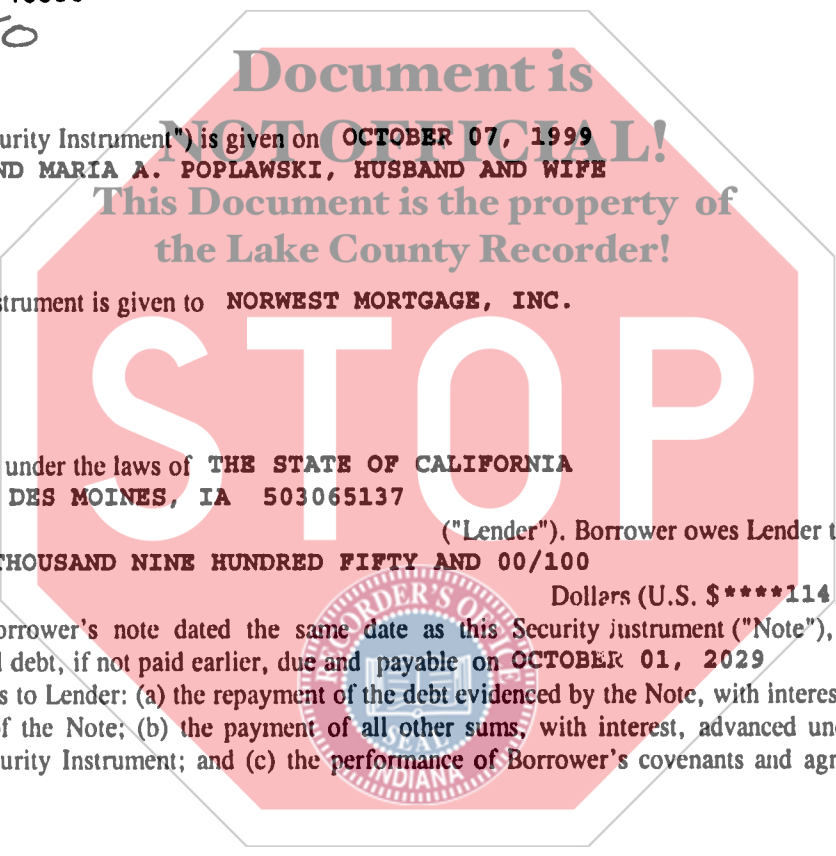 Document is
urity Instrument") is given on OCTOBER 07, 1999
NOT OFFICIAL!
ND MARIA A. POPLAWSKI, HUSBAND AND WIFE
This Document is the property of
the Lake County Recorder!
strument is given to NORWEST MORTGAGE, INC.
STOP
under the laws of THE STATE OF CALIFORNIA
DES MOINES, IA 503065137
("Lender"). Borrower owes Lender t
THOUSAND NINE HUNDRED FIFTY AND 00/100
Dollars (U.S. $****114
orrower's note dated the same date as this Security Instrument ("Note"),
d debt, if not paid earlier, due and payable on OCTOBER 01, 2029
s to Lender: (a) the repayment of the debt evidenced by the Note, with interes
of the Note; (b) the payment of all other sums, with interest, advanced un
urity Instrument; and (c) the performance of Borrower's covenants and agr
RECORDER'S OFFICE
SEAL
INDIANA